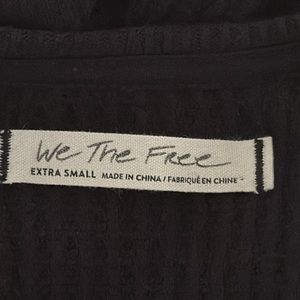 We The Free
EXTRA SMALL MADE IN CHINA / FABRIQUÉ EN CHINE -